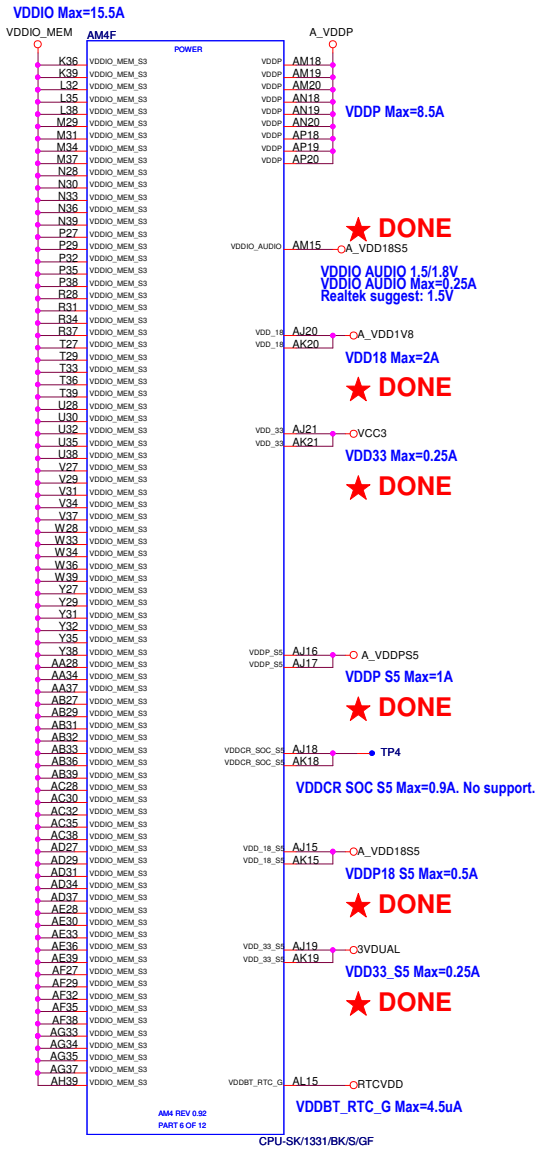 VDDIO Max=15.5A
VDDIO_MEM AM4F A_VDDP
POWER
K36 VDDIO_MEM_S3 VDDP AM18
K39 VDDIO_MEM_S3 VDDP AM19
L32 VDDIO_MEM_S3 VDDP AM20
L35 VDDIO_MEM_S3 VDDP AN18
L38 VDDIO_MEM_S3 VDDP AN19 VDDP Max=8.5A
M29 VDDIO_MEM_S3 VDDP AN20
M31 VDDIO_MEM_S3 VDDP AP18
M34 VDDIO_MEM_S3 VDDP AP19
M37 VDDIO_MEM_S3 VDDP AP20
N28 VDDIO_MEM_S3
N30 VDDIO_MEM_S3
N33 VDDIO_MEM_S3
N36 VDDIO_MEM_S3
N39 VDDIO_MEM_S3
P27 VDDIO_MEM_S3 DONE
P29 VDDIO_MEM_S3 VDDIO_AUDIO AM15 A_VDD18S5
P32 VDDIO_MEM_S3
P35 VDDIO_MEM_S3 VDDIO AUDIO 1.5/1.8V
P38 VDDIO_MEM_S3 VDDIO AUDIO Max=0.25A
R28 VDDIO_MEM_S3 Realtek suggest: 1.5V
R31 VDDIO_MEM_S3
R34 VDDIO_MEM_S3
R37 VDDIO_MEM_S3 VDD_18 AJ20 A_VDD1V8
T27 VDDIO_MEM_S3 VDD_18 AK20
T29 VDDIO_MEM_S3 VDD18 Max=2A
T33 VDDIO_MEM_S3
T36 VDDIO_MEM_S3 DONE
T39 VDDIO_MEM_S3
U28 VDDIO_MEM_S3
U30 VDDIO_MEM_S3
U32 VDDIO_MEM_S3 VDD_33 AJ21 VCC3
U35 VDDIO_MEM_S3 VDD_33 AK21
U38 VDDIO_MEM_S3 VDD33 Max=0.25A
V27 VDDIO_MEM_S3
V29 VDDIO_MEM_S3
V31 VDDIO_MEM_S3 DONE
V34 VDDIO_MEM_S3
V37 VDDIO_MEM_S3
W28 VDDIO_MEM_S3
W33 VDDIO_MEM_S3
W34 VDDIO_MEM_S3
W36 VDDIO_MEM_S3
W39 VDDIO_MEM_S3
Y27 VDDIO_MEM_S3
Y29 VDDIO_MEM_S3
Y31 VDDIO_MEM_S3
Y32 VDDIO_MEM_S3
Y35 VDDIO_MEM_S3
Y38 VDDIO_MEM_S3 VDDP_S5 AJ16 A_VDDPS5
AA28 VDDIO_MEM_S3 VDDP_S5 AJ17
AA34 VDDIO_MEM_S3 VDDP S5 Max=1A
AA37 VDDIO_MEM_S3
AB27 VDDIO_MEM_S3
AB29 VDDIO_MEM_S3 DONE
AB31 VDDIO_MEM_S3
AB32 VDDIO_MEM_S3
AB33 VDDIO_MEM_S3 VDDCR_SOC_S5 AJ18 TP4
AB36 VDDIO_MEM_S3 VDDCR_SOC_S5 AK18
AB39 VDDIO_MEM_S3
AC28 VDDIO_MEM_S3 VDDCR SOC S5 Max=0.9A. No support.
AC30 VDDIO_MEM_S3
AC32 VDDIO_MEM_S3
AC35 VDDIO_MEM_S3
AC38 VDDIO_MEM_S3
AD27 VDDIO_MEM_S3 VDD_18_S5 AJ15 A_VDD18S5
AD29 VDDIO_MEM_S3 VDD_18_S5 AK15
AD31 VDDIO_MEM_S3 VDDP18 S5 Max=0.5A
AD34 VDDIO_MEM_S3
AD37 VDDIO_MEM_S3
AE28 VDDIO_MEM_S3 DONE
AE30 VDDIO_MEM_S3
AE33 VDDIO_MEM_S3
AE36 VDDIO_MEM_S3 VDD_33_S5 AJ19 3VDUAL
AE39 VDDIO_MEM_S3 VDD_33_S5 AK19
AF27 VDDIO_MEM_S3 VDD33_S5 Max=0.25A
AF29 VDDIO_MEM_S3
AF32 VDDIO_MEM_S3 DONE
AF35 VDDIO_MEM_S3
AF38 VDDIO_MEM_S3
AG33 VDDIO_MEM_S3
AG34 VDDIO_MEM_S3
AG35 VDDIO_MEM_S3
AG37 VDDIO_MEM_S3
AH39 VDDIO_MEM_S3 VDDBT_RTC_G AL15 RTCVDD
VDDBT_RTC_G Max=4.5uA
AM4 REV 0.92
PART 6 OF 12
CPU-SK/1331/BK/S/GF